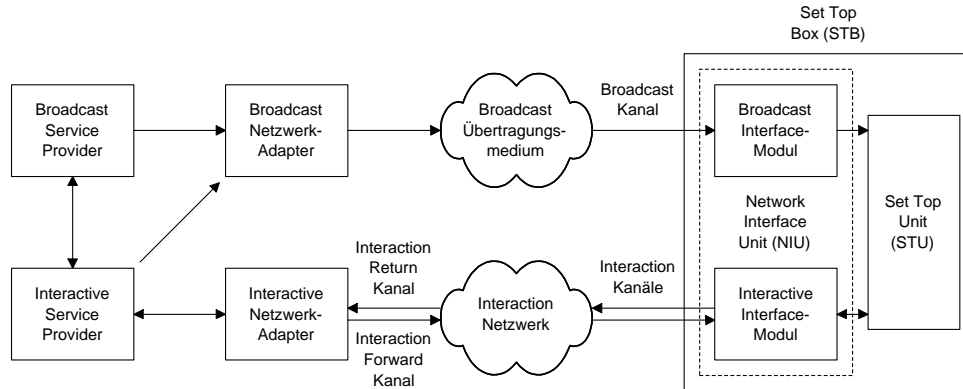 Set Top
Box (STB)
Broadcast
Service
Provider
Broadcast
Netzwerk-
Adapter
Broadcast
Übertragungs-
medium
Broadcast
Kanal
Broadcast
Interface-
Modul
Network
Interface
Unit (NIU)
Set Top
Unit
(STU)
Interactive
Service
Provider
Interactive
Netzwerk-
Adapter
Interaction
Return
Kanal
Interaction
Forward
Kanal
Interaction
Netzwerk
Interaction
Kanäle
Interactive
Interface-
Modul